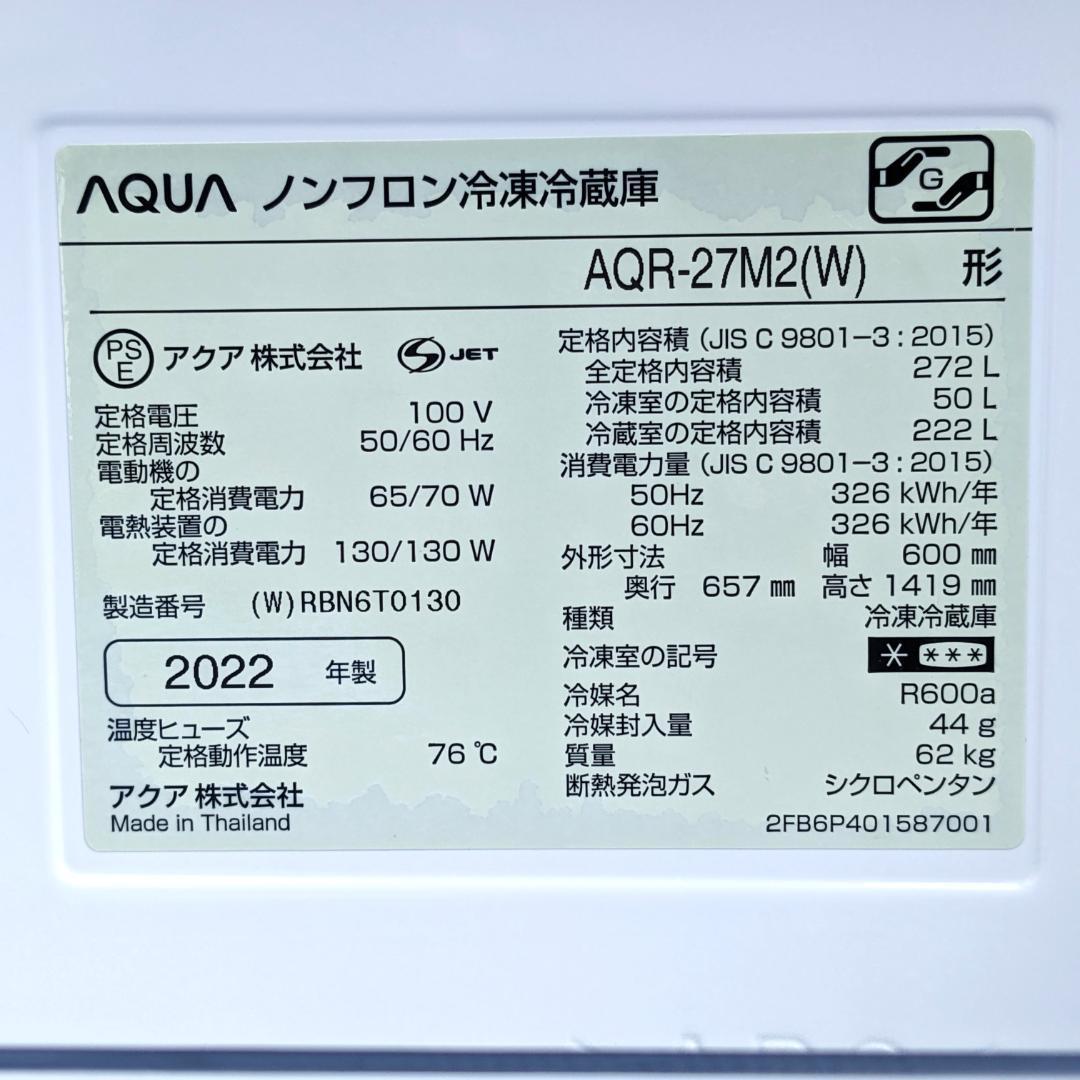 AQUA ノンフロン冷凍冷蔵庫
G
AQR-27M2(W) 形
PSE アクア 株式会社 S JET
定格電圧 100 V
定格周波数 50/60 Hz
電動機の
定格消費電力 65/70 W
電熱装置の
定格消費電力 130/130 W
製造番号 (W)RBN6T0130
2022 年製
温度ヒューズ
定格動作温度 76 ℃
アクア 株式会社
Made in Thailand
定格内容積 (JIS C 9801-3 : 2015)
全定格内容積 272 L
冷凍室の定格内容積 50 L
冷蔵室の定格内容積 222 L
消費電力量 (JIS C 9801-3 : 2015)
50Hz 326 kWh/年
60Hz 326 kWh/年
外形寸法 幅 600 ㎜
奥行 657 ㎜ 高さ 1419 ㎜
種類 冷凍冷蔵庫
冷凍室の記号 * ***
冷媒名 R600a
冷媒封入量 44 g
質量 62 kg
断熱発泡ガス シクロペンタン
2FB6P401587001